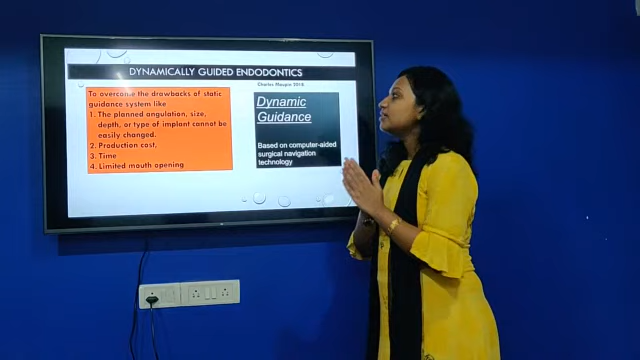 DYNAMICALLY GUIDED ENDODONTICS
Charles Maupin 2018
To overcome the drawbacks of static
guidance system like
1. The planned angulation, size,
depth, or type of implant cannot be
easily changed.
2. Production cost,
3. Time
4. Limited mouth opening
Dynamic
Guidance
Based on computer-aided
surgical navigation
technology